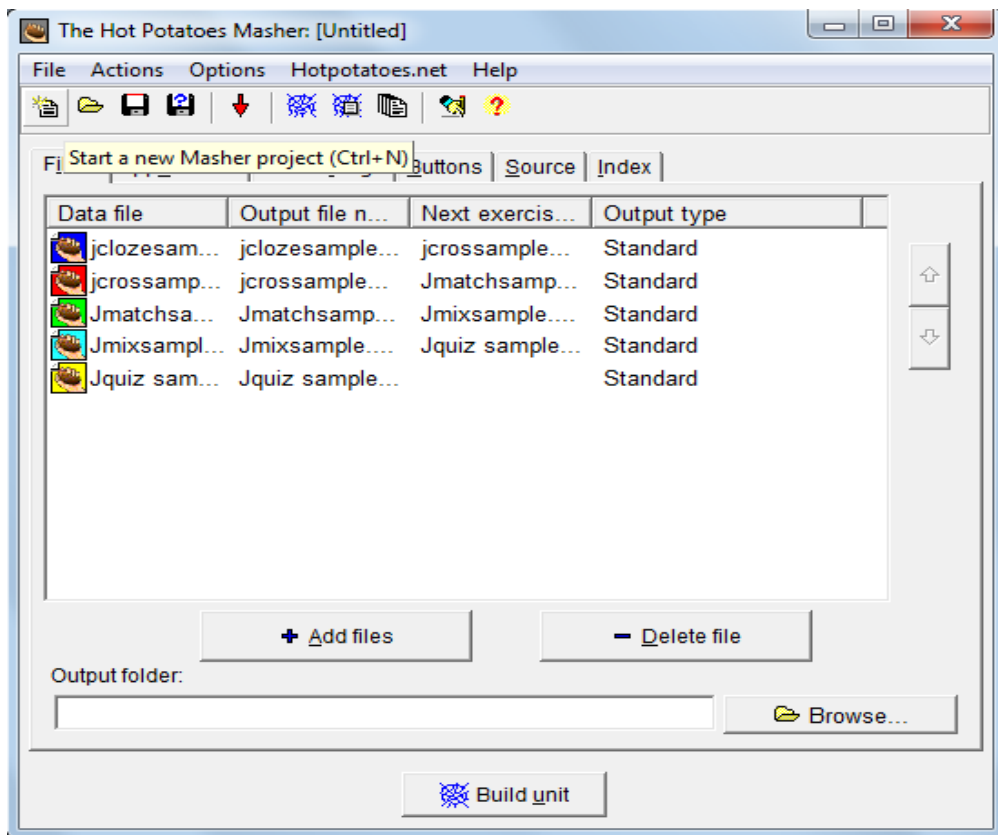 The Hot Potatoes Masher: [Untitled]
File Actions Options Hotpotatoes.net Help
Start a new Masher project (Ctrl+N)
Buttons Source Index
Data file Output file n... Next exercis... Output type
jclozesam... jclozesample... jcrossample... Standard
jcrossamp... jcrossample... Jmatchsamp... Standard
Jmatchsa... Jmatchsamp... Jmixsample.... Standard
Jmixsampl... Jmixsample.... Jquiz sample... Standard
Jquiz sam... Jquiz sample... Standard
Add files Delete file
Output folder:
Browse...
Build unit